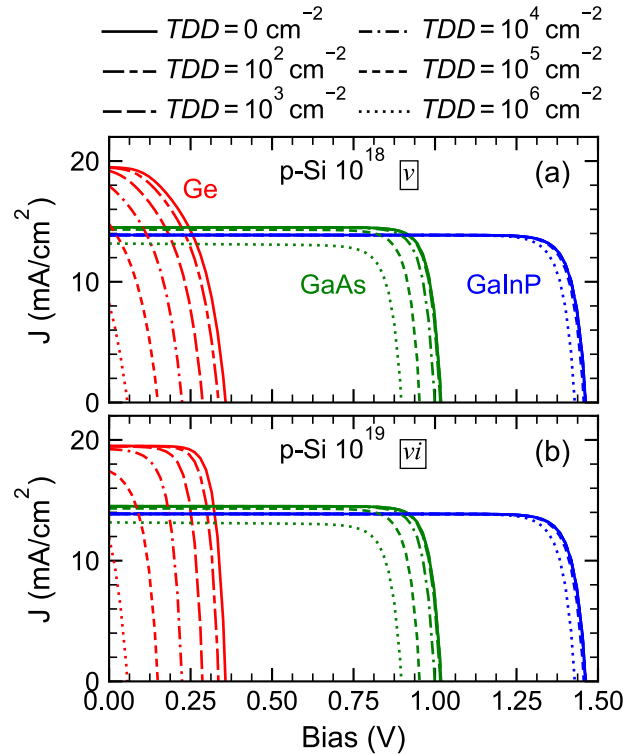 TDD = 0 cm⁻² TDD = 10⁴ cm⁻²
TDD = 10² cm⁻² TDD = 10⁵ cm⁻²
TDD = 10³ cm⁻² TDD = 10⁶ cm⁻²
20
p-Si 10¹⁸ v (a)
Ge
GaAs GaInP
10
J (mA/cm²)
0
20
p-Si 10¹⁹ vi (b)
10
J (mA/cm²)
0
0.00 0.25 0.50 0.75 1.00 1.25 1.50
Bias (V)